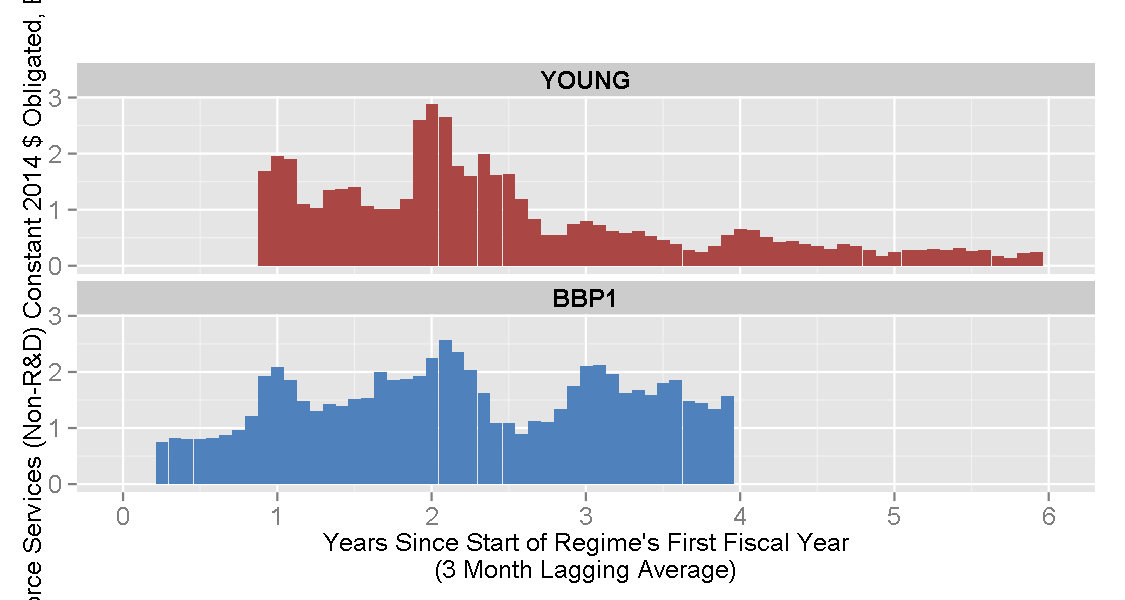 YOUNG
3
2
1
0
BBP1
3
2
1
0
0 1 2 3 4 5 6
Years Since Start of Regime's First Fiscal Year
(3 Month Lagging Average)
Services (Non-R&D) Constant 2014 $ Obligated,